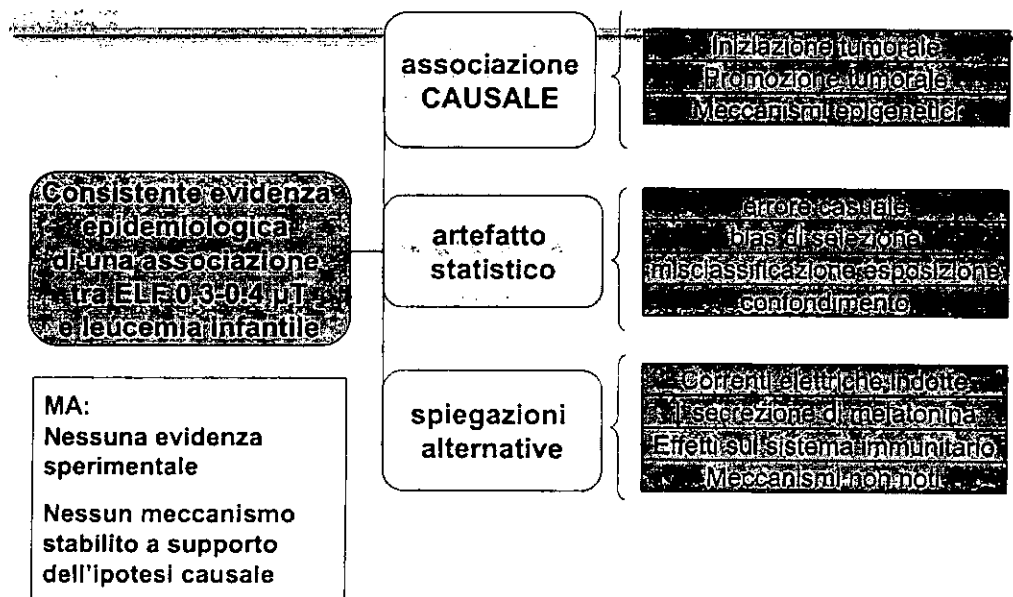 Consistente evidenza
epidemiologica
di una associazione
tra ELF 0.3-0.4 µT
e leucemia infantile
MA:
Nessuna evidenza
sperimentale
Nessun meccanismo
stabilito a supporto
dell'ipotesi causale
associazione
CAUSALE
Iniziazione tumorale
Promozione tumorale
Meccanismi epigenetici
artefatto
statistico
errore casuale
bias di selezione
misclassificazione esposizione
confondimento
spiegazioni
alternative
Correnti elettriche indotte
secrezione di melatonina
Effetti sul sistema immunitario
Meccanismi non noti